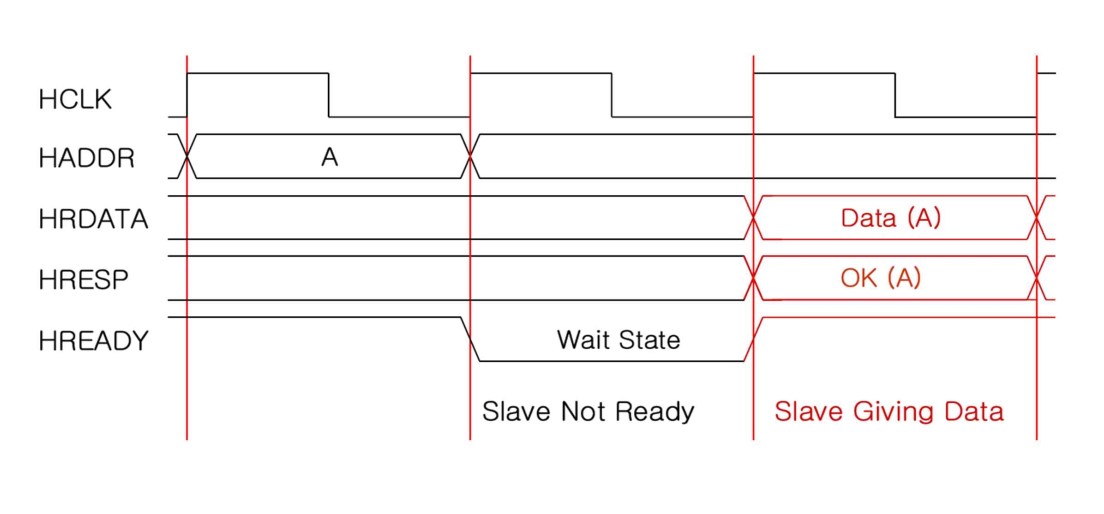 HCLK
HADDR
A
HRDATA
Data (A)
HRESP
OK (A)
HREADY
Wait State
Slave Not Ready
Slave Giving Data